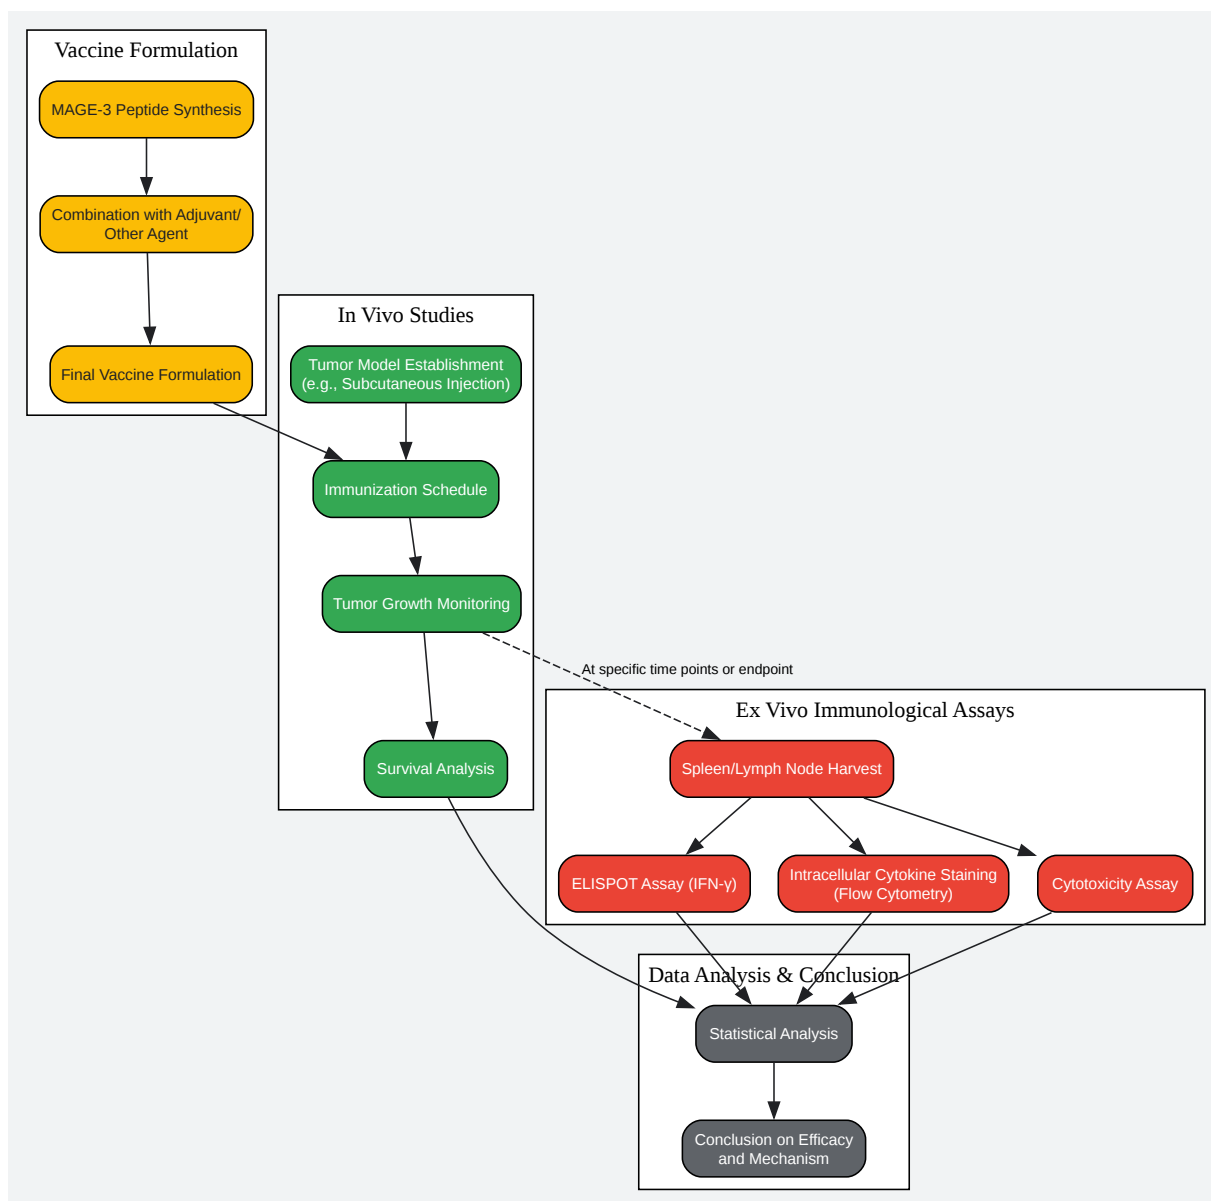 Vaccine Formulation
MAGE-3 Peptide Synthesis
Combination with Adjuvant/
Other Agent
Final Vaccine Formulation
In Vivo Studies
Tumor Model Establishment
(e.g., Subcutaneous Injection)
Immunization Schedule
Tumor Growth Monitoring
Survival Analysis
At specific time points or endpoint
Ex Vivo Immunological Assays
Spleen/Lymph Node Harvest
ELISPOT Assay (IFN-γ)
Intracellular Cytokine Staining
(Flow Cytometry)
Cytotoxicity Assay
Data Analysis & Conclusion
Statistical Analysis
Conclusion on Efficacy
and Mechanism